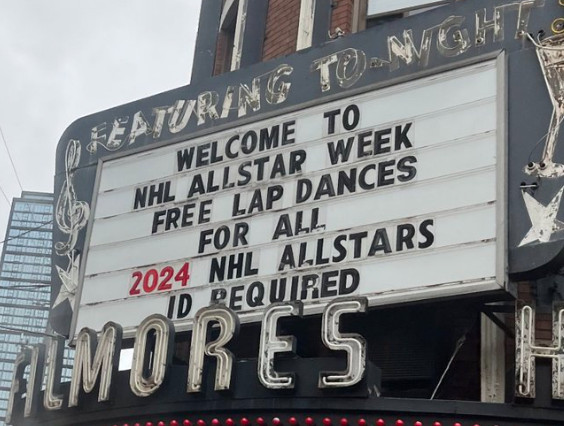 FEATURING TO-NIGHT
WELCOME TO
NHL ALLSTAR WEEK
FREE LAP DANCES
FOR ALL
2024 NHL ALLSTARS
ID REQUIRED
FILMORES H